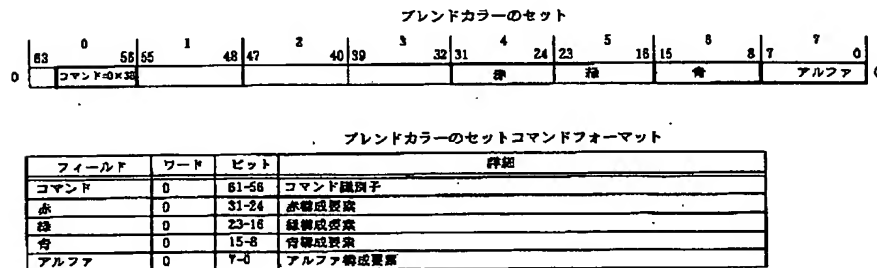 ブレンドカラーのセット
0 1 2 3 4 5 6 7
63 56 55 48 47 40 39 32 31 24 23 16 15 8 7 0
0 コマンド=0×38 赤 緑 青 アルファ
ブレンドカラーのセットコマンドフォーマット
フィールド ワード ビット 詳細
コマンド 0 61-56 コマンド識別子
赤 0 31-24 赤構成要素
緑 0 23-16 緑構成要素
青 0 15-8 青構成要素
アルファ 0 7-0 アルファ構成要素